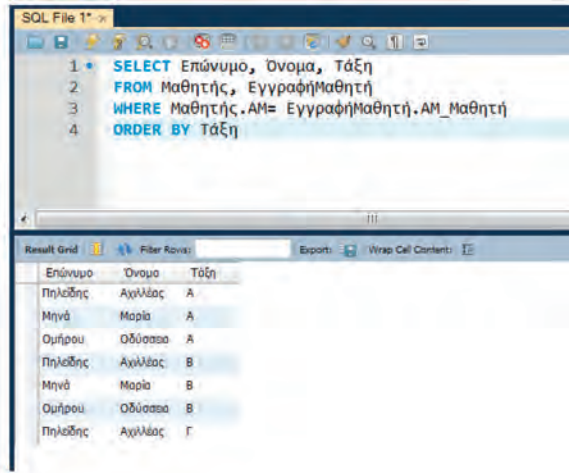 SQL File 1*
1 SELECT Επώνυμο, Όνομα, Τάξη
2 FROM Μαθητής, ΕγγραφήΜαθητή
3 WHERE Μαθητής.ΑΜ= ΕγγραφήΜαθητή.ΑΜ_Μαθητή
4 ORDER BY Τάξη
Result Grid Filter Rows: Export: Wrap Cell Content:
Επώνυμο Όνομα Τάξη
Πηλείδης Αχιλλέας Α
Μηνά Μαρία Α
Ομήρου Οδύσσεια Α
Πηλείδης Αχιλλέας Β
Μηνά Μαρία Β
Ομήρου Οδύσσεια Β
Πηλείδης Αχιλλέας Γ